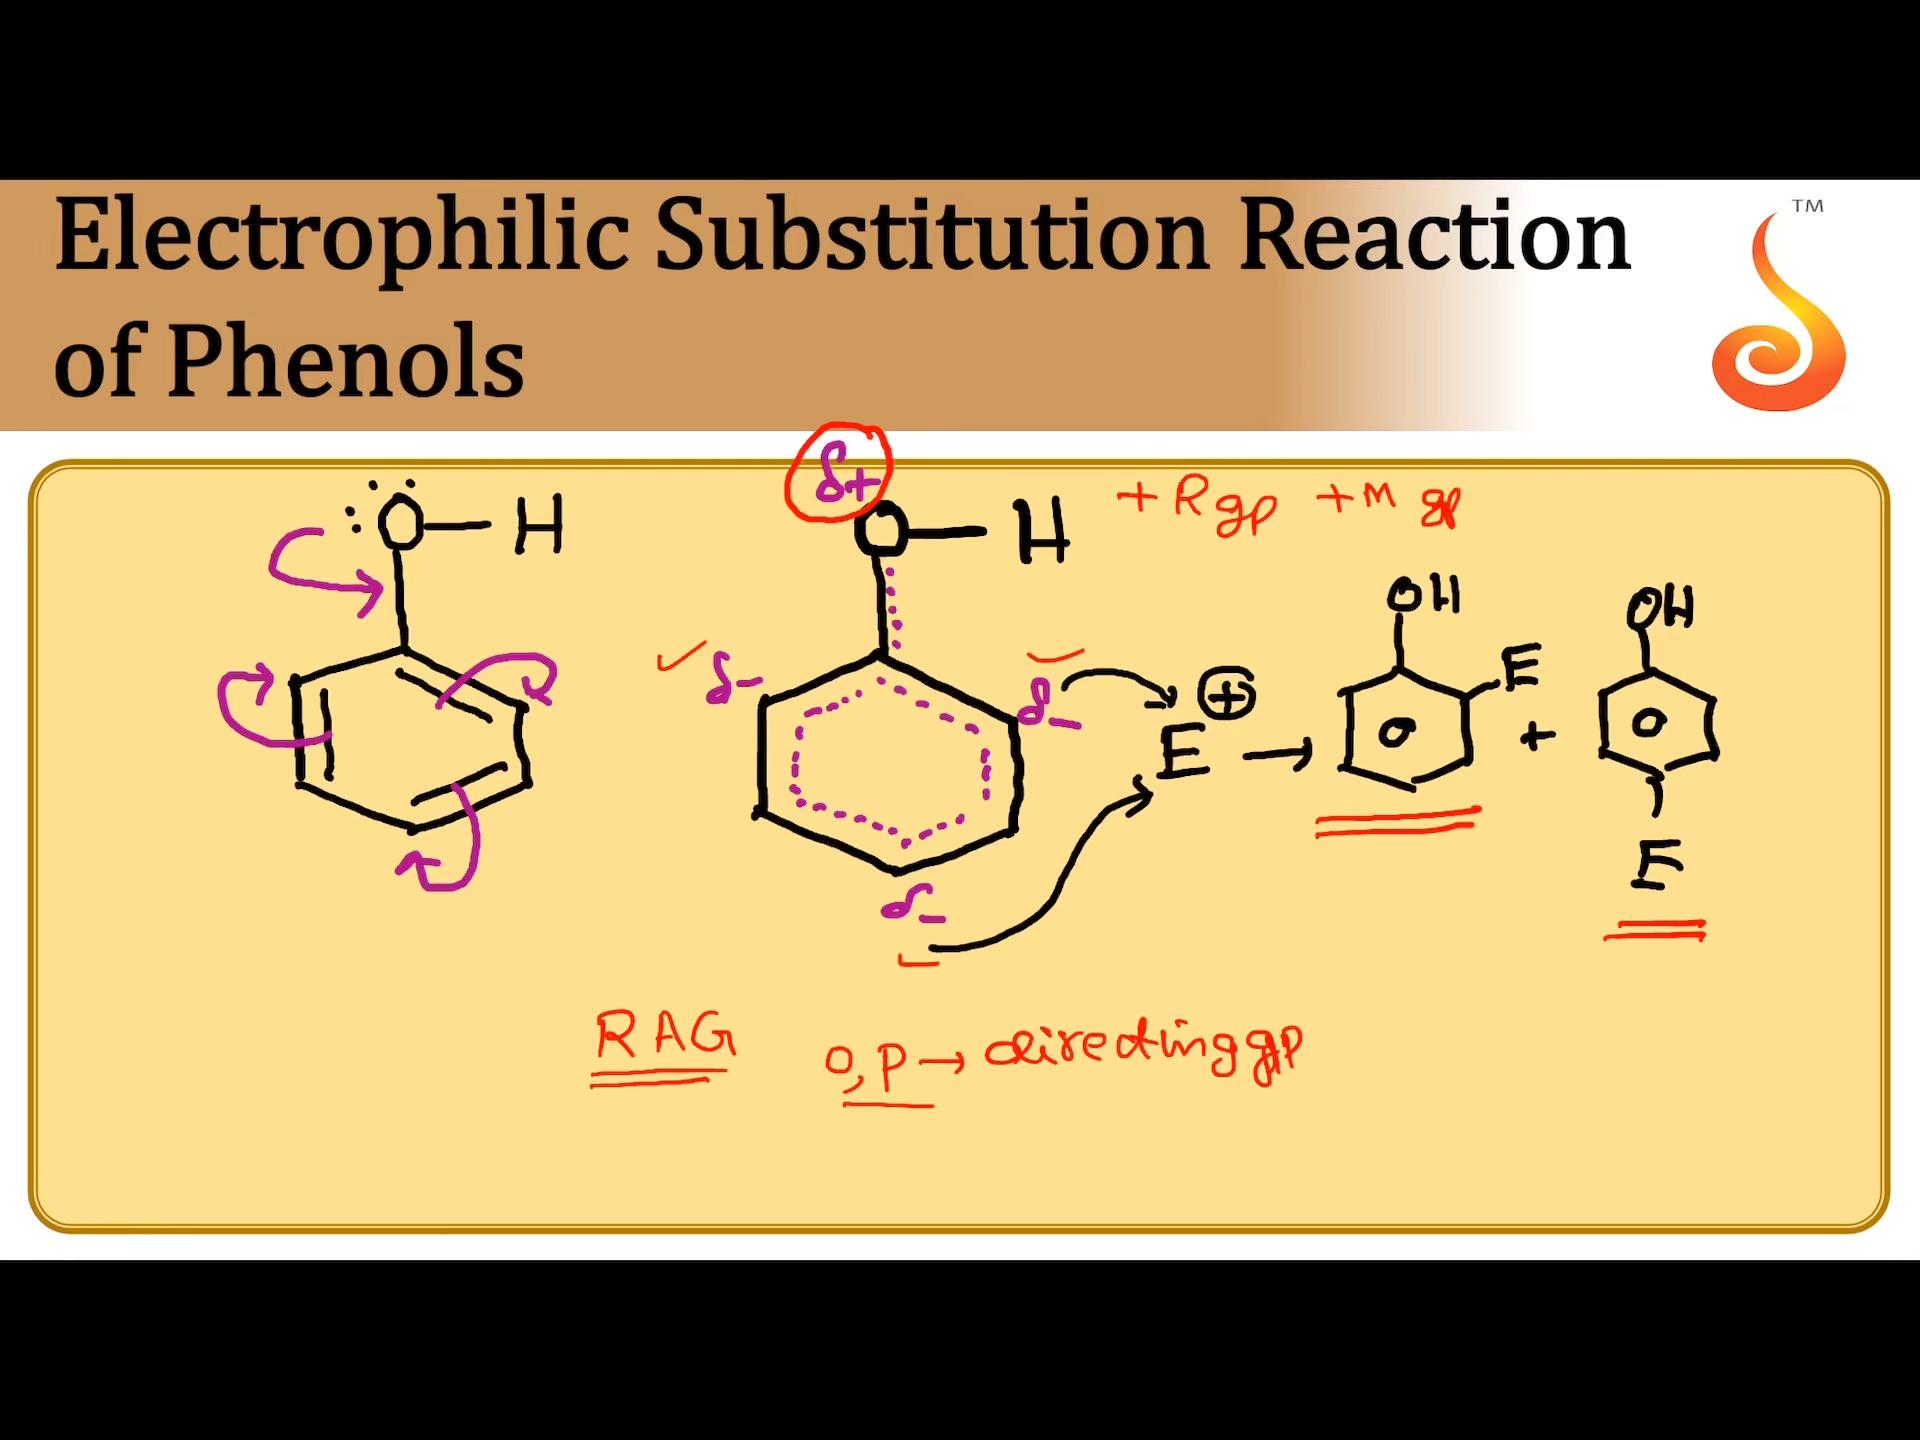 Electrophilic Substitution Reaction
of Phenols
TM
O H
δ+
O H
+ R gp + M gp
δ-
δ-
E +
OH
E
+
OH
E
δ-
RAG
o, p → directing gp